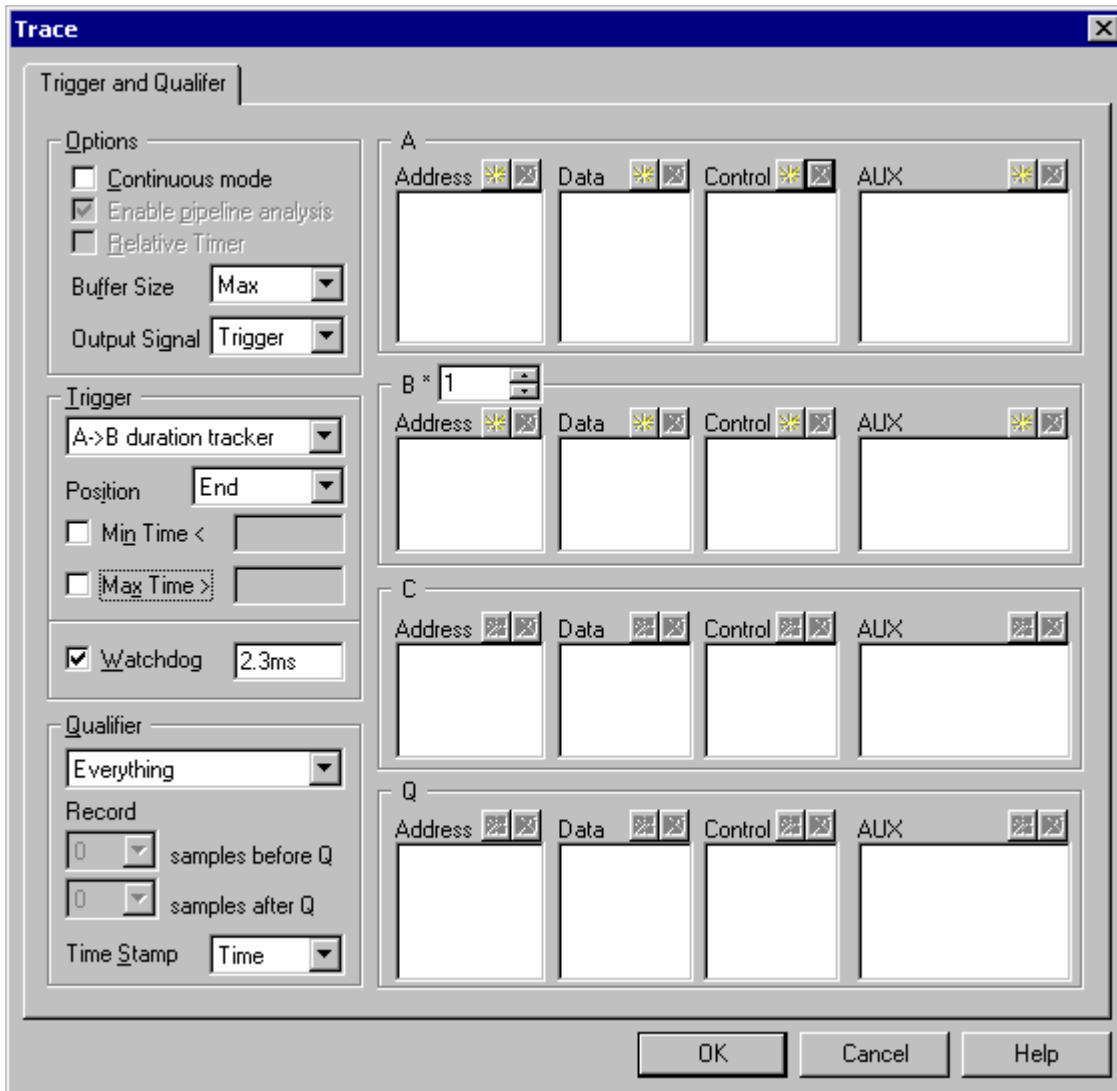 Trace
Trigger and Qualifer
Options
Continuous mode
Enable pipeline analysis
Relative Timer
Buffer Size Max
Output Signal Trigger
Trigger
A->B duration tracker
Position End
Min Time <
Max Time >
Watchdog 2.3ms
Qualifier
Everything
Record
0 samples before Q
0 samples after Q
Time Stamp Time
A
Address Data Control AUX
B * 1
Address Data Control AUX
C
Address Data Control AUX
Q
Address Data Control AUX
OK Cancel Help